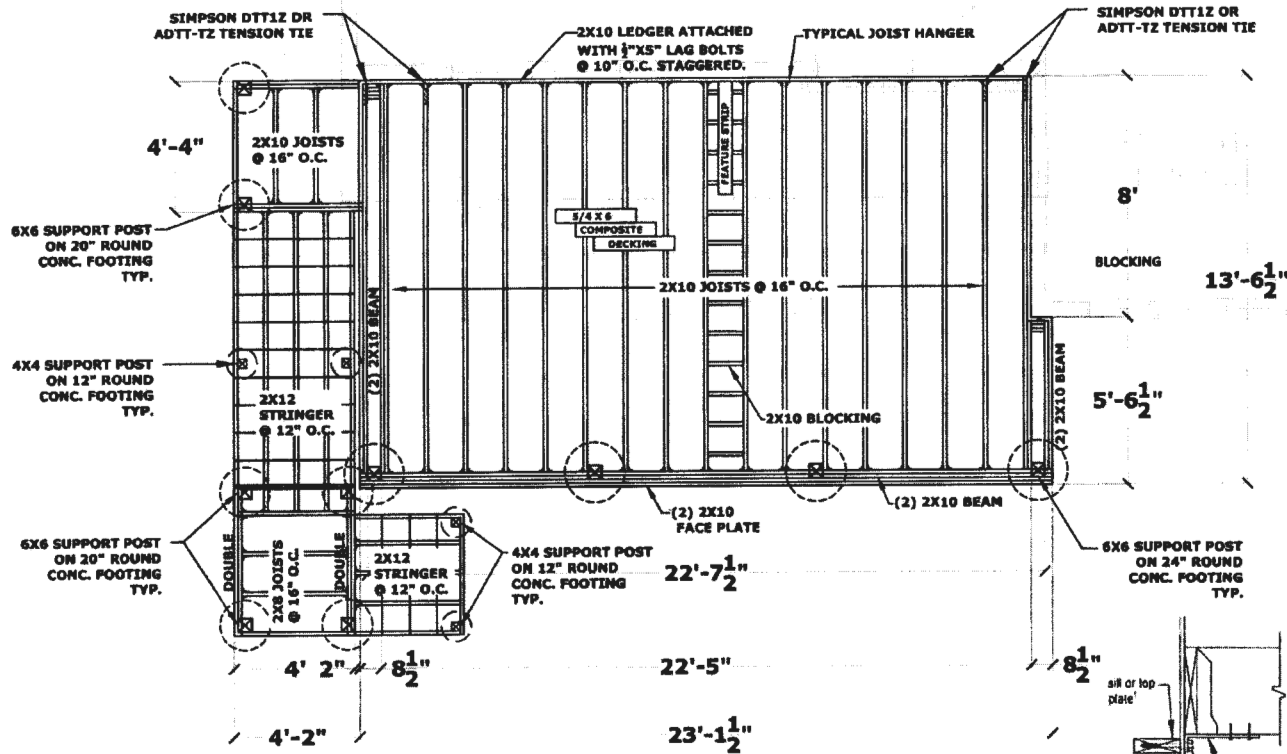 SIMPSON DTT1Z DR
ADTT-TZ TENSION TIE
2X10 LEDGER ATTACHED
WITH ½"X5" LAG BOLTS
@ 10" O.C. STAGGERED.
TYPICAL JOIST HANGER
SIMPSON DTT1Z OR
ADTT-TZ TENSION TIE
4'-4"
2X10 JOISTS
@ 16" O.C.
FEATURE STRIP
8'
6X6 SUPPORT POST
ON 20" ROUND
CONC. FOOTING
TYP.
5/4 X 6
COMPOSITE
DECKING
BLOCKING
13'-6½"
2X10 JOISTS @ 16" O.C.
(2) 2X10 BEAM
4X4 SUPPORT POST
ON 12" ROUND
CONC. FOOTING
TYP.
2X12
STRINGER
@ 12" O.C.
2X10 BLOCKING
(2) 2X10 BEAM
5'-6½"
(2) 2X10
FACE PLATE
(2) 2X10 BEAM
6X6 SUPPORT POST
ON 20" ROUND
CONC. FOOTING
TYP.
DOUBLE
2X8 JOISTS
@ 16" O.C.
DOUBLE
2X12
STRINGER
@ 12" O.C.
4X4 SUPPORT POST
ON 12" ROUND
CONC. FOOTING
TYP.
22'-7½"
6X6 SUPPORT POST
ON 24" ROUND
CONC. FOOTING
TYP.
4' 2"
8½"
22'-5"
8½"
sill or top
plate
4'-2"
23'-1½"